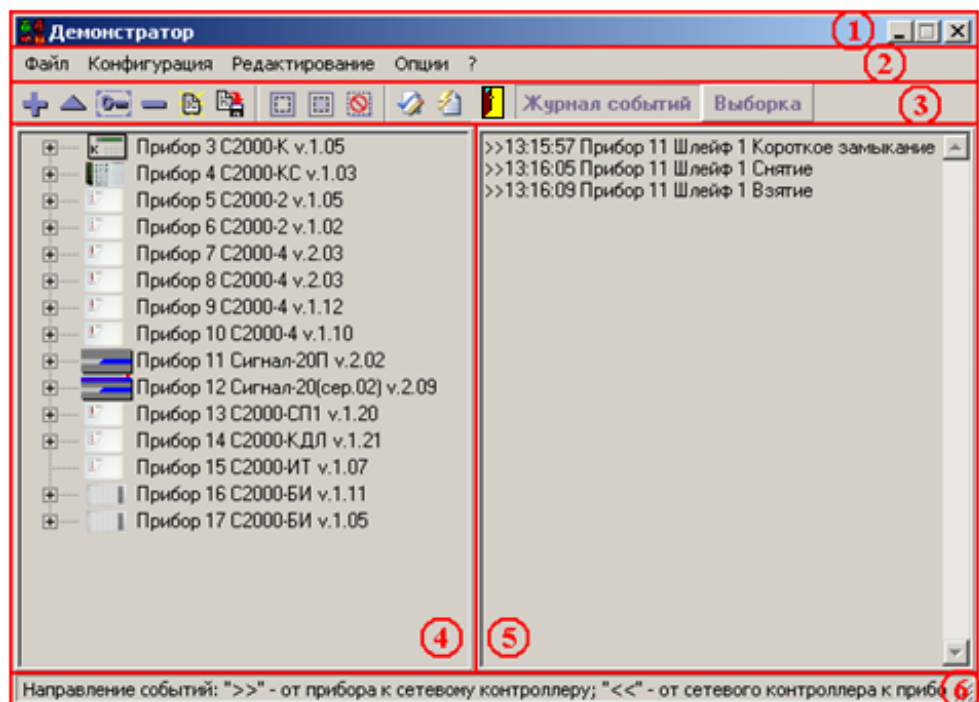 Демонстратор 1
Файл Конфигурация Редактирование Опции ? 2
Журнал событий Выборка 3
Прибор 3 С2000-К v.1.05
Прибор 4 С2000-КС v.1.03
Прибор 5 С2000-2 v.1.05
Прибор 6 С2000-2 v.1.02
Прибор 7 С2000-4 v.2.03
Прибор 8 С2000-4 v.2.03
Прибор 9 С2000-4 v.1.12
Прибор 10 С2000-4 v.1.10
Прибор 11 Сигнал-20П v.2.02
Прибор 12 Сигнал-20(сер.02) v.2.09
Прибор 13 С2000-СП1 v.1.20
Прибор 14 С2000-КДЛ v.1.21
Прибор 15 С2000-ИТ v.1.07
Прибор 16 С2000-БИ v.1.11
Прибор 17 С2000-БИ v.1.05
4
>>13:15:57 Прибор 11 Шлейф 1 Короткое замыкание
>>13:16:05 Прибор 11 Шлейф 1 Снятие
>>13:16:09 Прибор 11 Шлейф 1 Взятие
5
Направление событий: ">>" - от прибора к сетевому контроллеру; "<<" - от сетевого контроллера к прибо 6